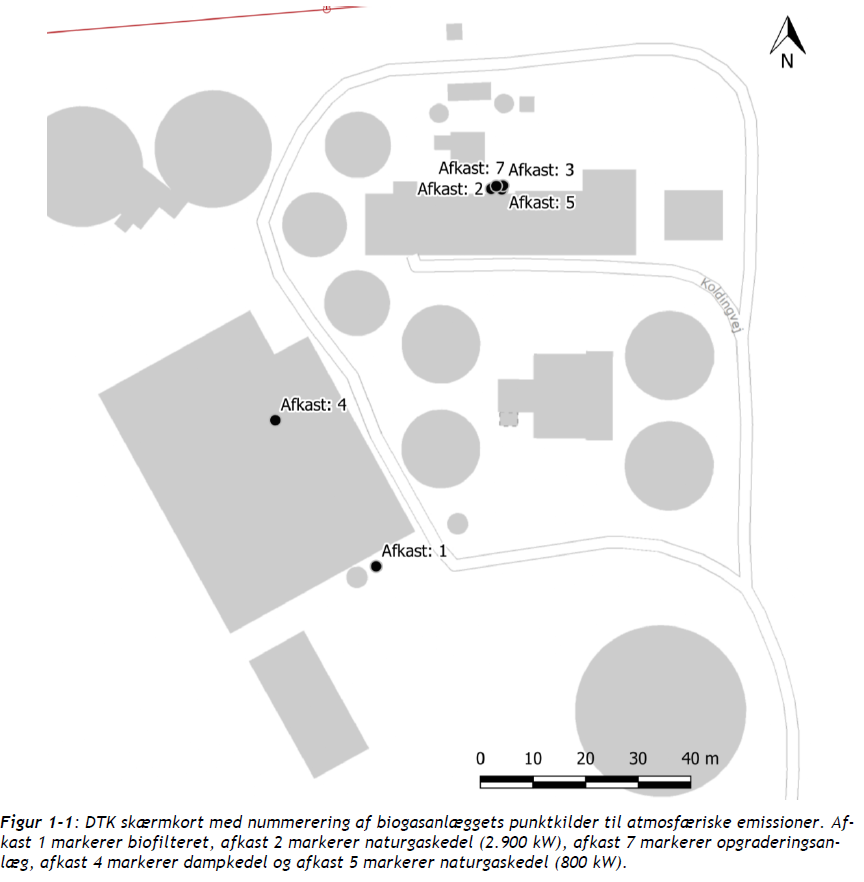 N
Afkast: 7 Afkast: 3
Afkast: 2
Afkast: 5
Koldingvej
Afkast: 4
Afkast: 1
0 10 20 30 40 m
Figur 1-1: DTK skærmkort med nummerering af biogasanlæggets punktkilder til atmosfæriske emissioner. Af-
kast 1 markerer biofilteret, afkast 2 markerer naturgaskedel (2.900 kW), afkast 7 markerer opgraderingsan-
læg, afkast 4 markerer dampkedel og afkast 5 markerer naturgaskedel (800 kW).